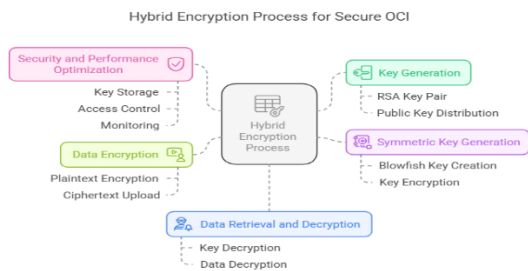 Hybrid Encryption Process for Secure OCI
Security and Performance
Optimization
Key Storage
Access Control
Monitoring
Data Encryption
Plaintext Encryption
Ciphertext Upload
Hybrid
Encryption
Process
Key Generation
RSA Key Pair
Public Key Distribution
Symmetric Key Generation
Blowfish Key Creation
Key Encryption
Data Retrieval and Decryption
Key Decryption
Data Decryption